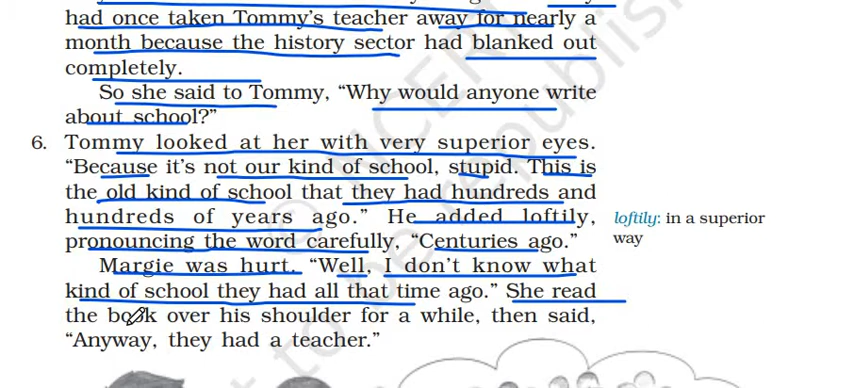 had once taken Tommy's teacher away for nearly a
month because the history sector had blanked out
completely.
So she said to Tommy, “Why would anyone write
about school?”
6. Tommy looked at her with very superior eyes.
“Because it's not our kind of school, stupid. This is
the old kind of school that they had hundreds and
hundreds of years ago.” He added loftily,
pronouncing the word carefully, “Centuries ago.”
loftily: in a superior
way
Margie was hurt. “Well, I don't know what
kind of school they had all that time ago.” She read
the book over his shoulder for a while, then said,
“Anyway, they had a teacher.”